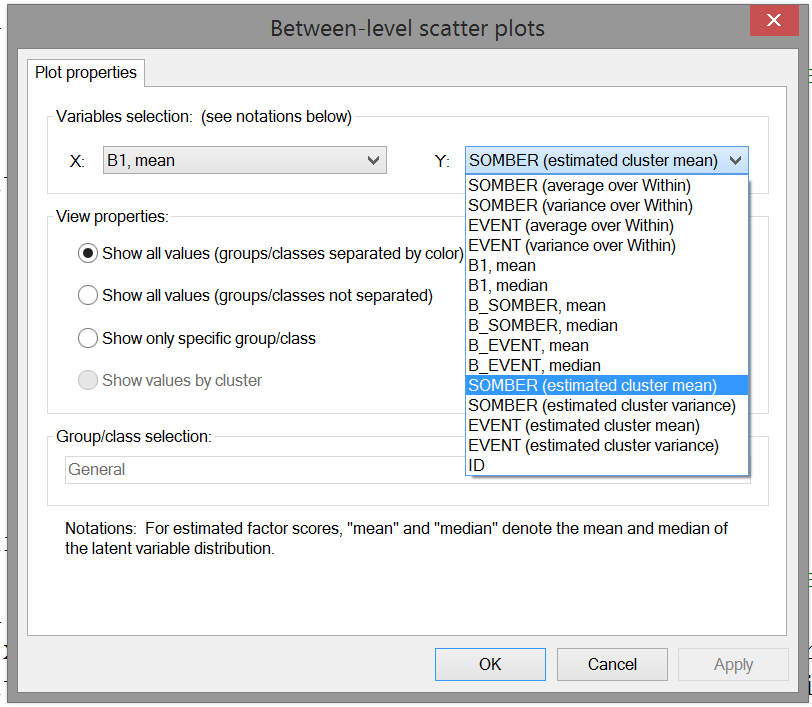 Between-level scatter plots
Plot properties
Variables selection:  (see notations below)
X:
B1, mean
Y:
SOMBER (estimated cluster mean)
SOMBER (average over Within)
SOMBER (variance over Within)
EVENT (average over Within)
EVENT (variance over Within)
B1, mean
B1, median
B_SOMBER, mean
B_SOMBER, median
B_EVENT, mean
B_EVENT, median
SOMBER (estimated cluster mean)
SOMBER (estimated cluster variance)
EVENT (estimated cluster mean)
EVENT (estimated cluster variance)
ID
View properties:
Show all values (groups/classes separated by color)
Show all values (groups/classes not separated)
Show only specific group/class
Show values by cluster
Group/class selection:
General
Notations:  For estimated factor scores, "mean" and "median" denote the mean and median of
the latent variable distribution.
OK
Cancel
Apply